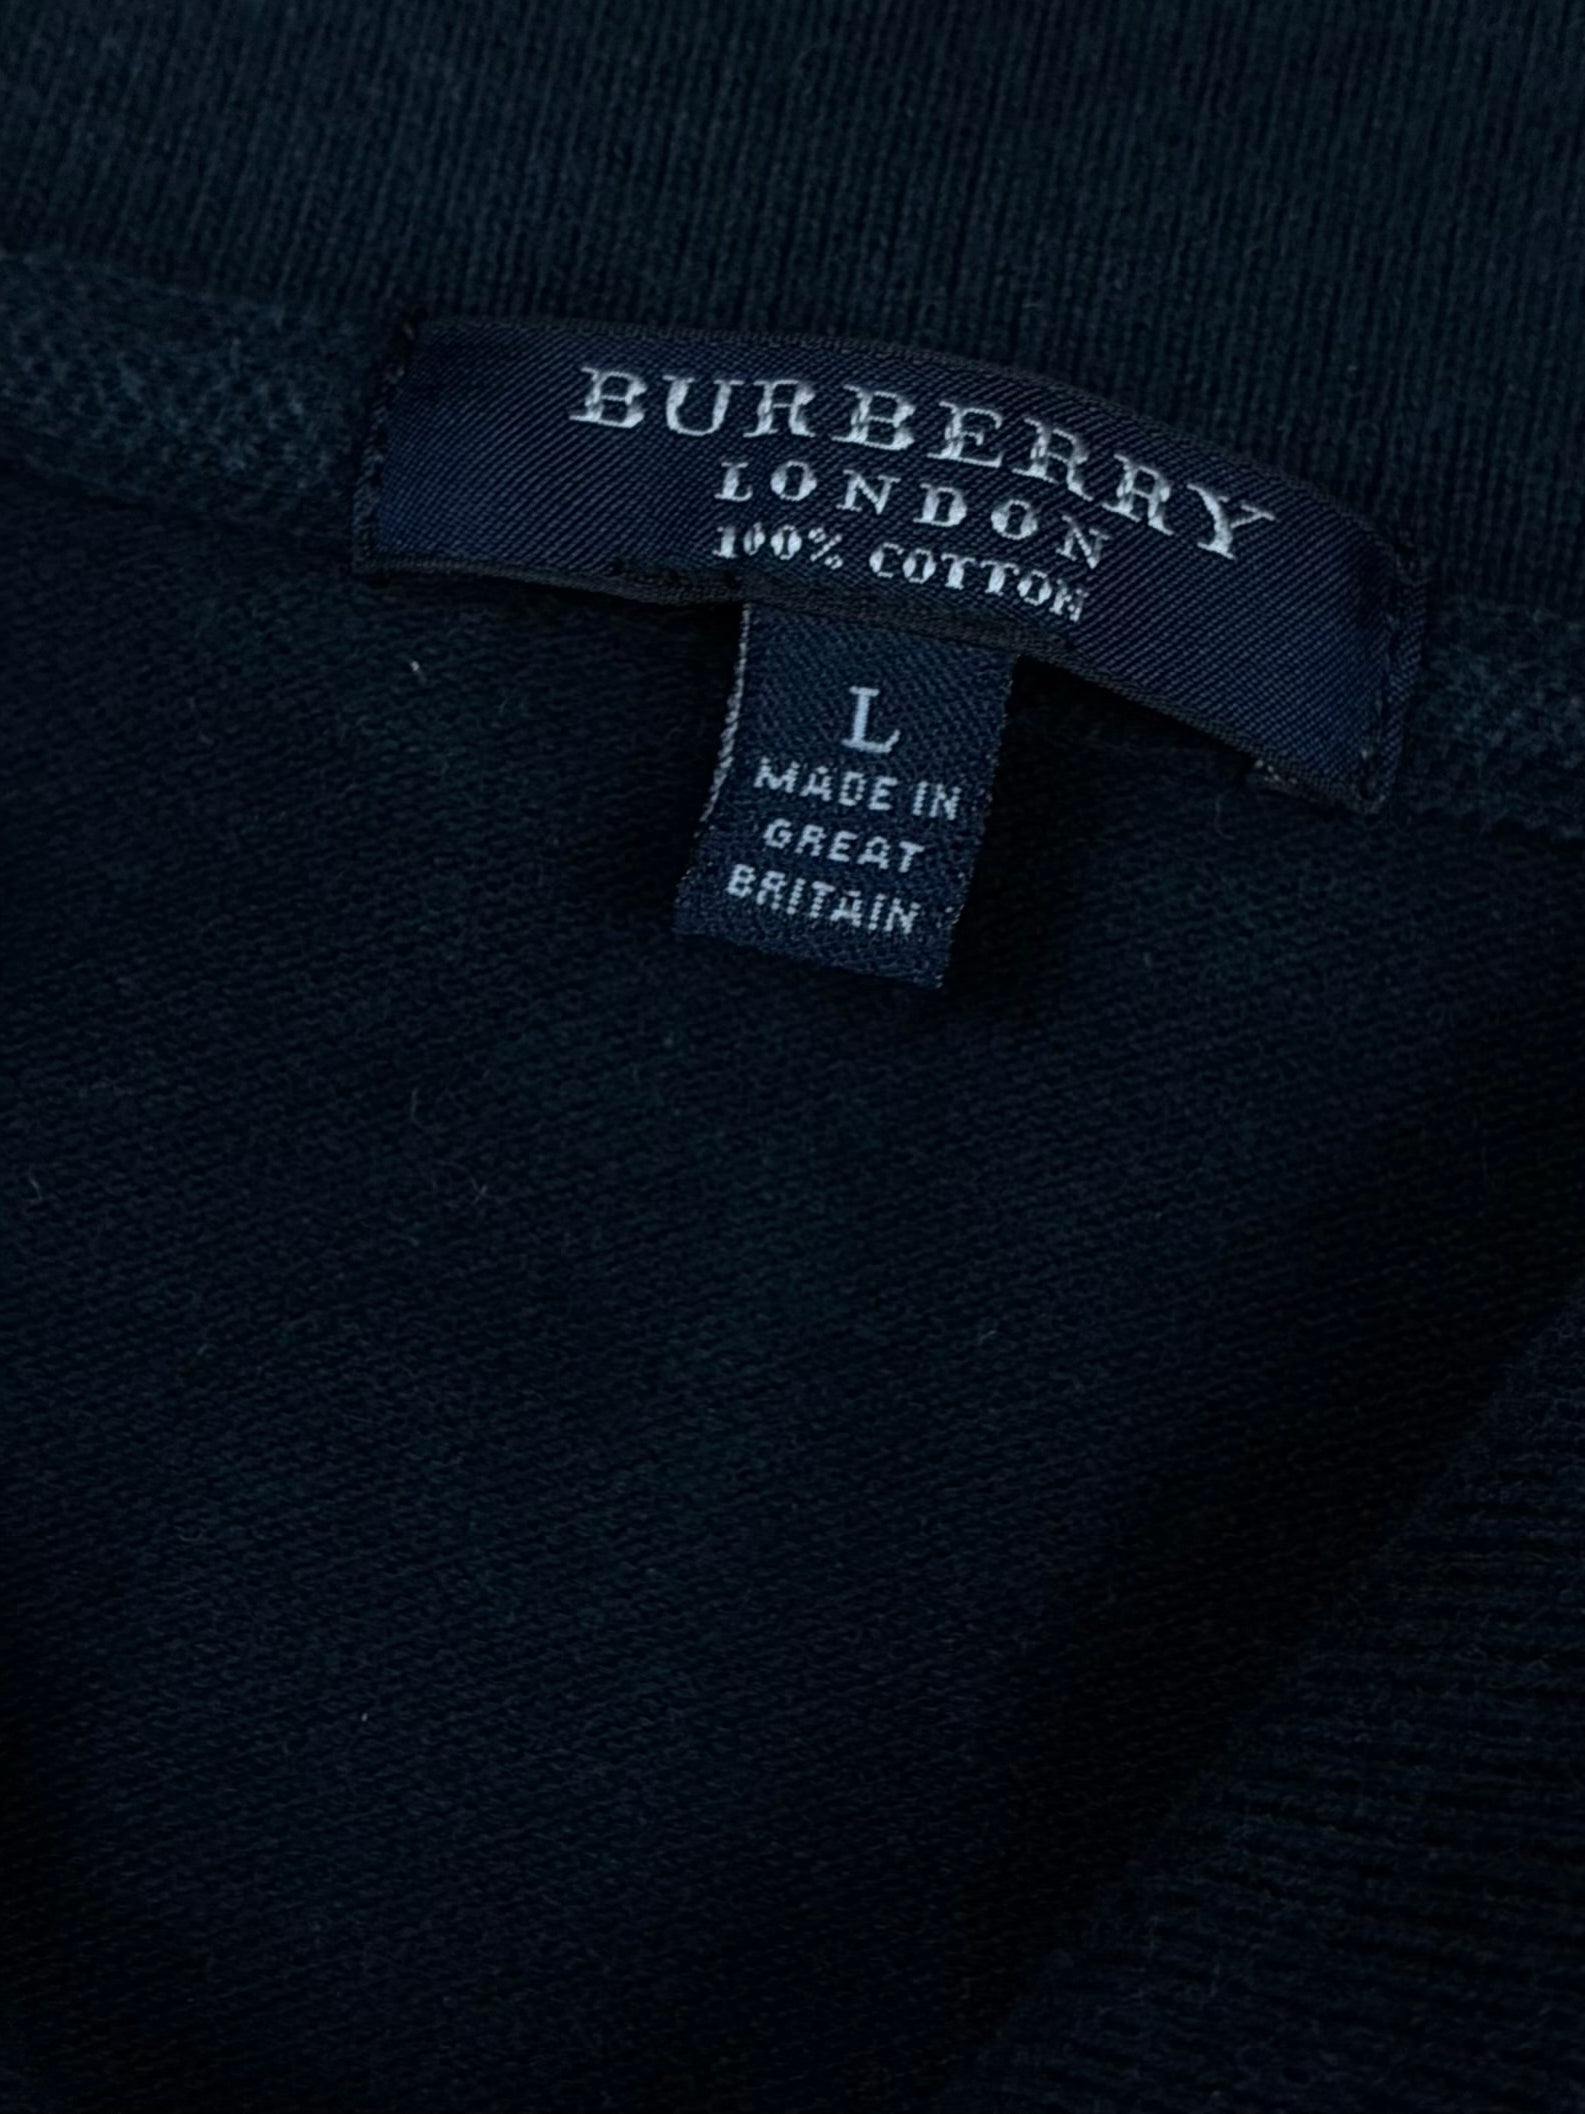 BURBERRY
LONDON
100% COTTON
L
MADE IN
GREAT
BRITAIN